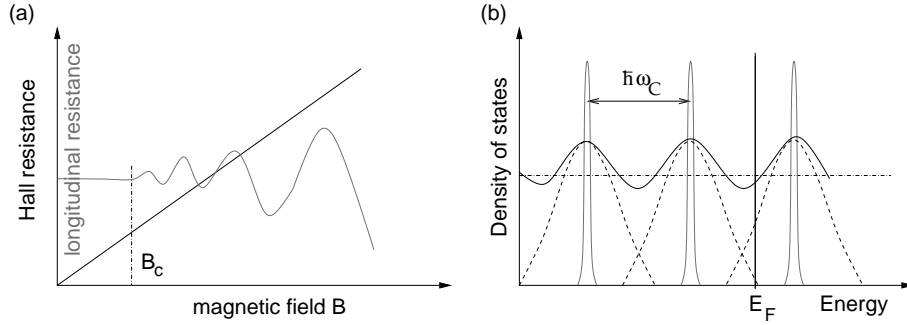 (a)
Hall resistance
longitudinal resistance
B_c
magnetic field B
(b)
Density of states
ħω_C
E_F
Energy